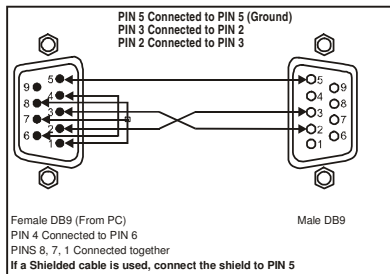 PIN 5 Connected to PIN 5 (Ground)
PIN 3 Connected to PIN 2
PIN 2 Connected to PIN 3
5
9
4
8
3
7
2
6
1
5
9
4
8
3
7
2
6
1
Female DB9 (From PC)
Male DB9
PIN 4 Connected to PIN 6
PINS 8, 7, 1 Connected together
If a Shielded cable is used, connect the shield to PIN 5